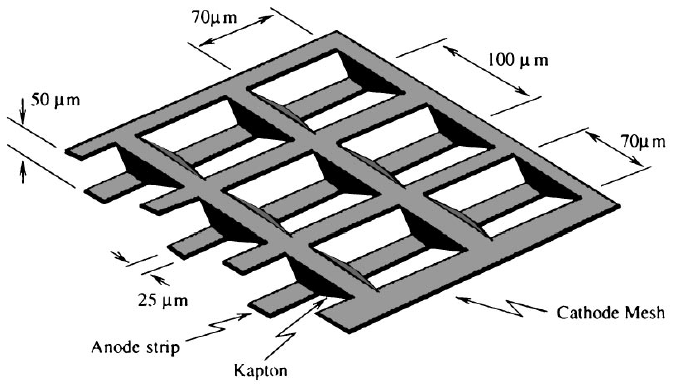 70μm
100 μm
50 μm
70μm
25 μm
Cathode Mesh
Anode strip
Kapton